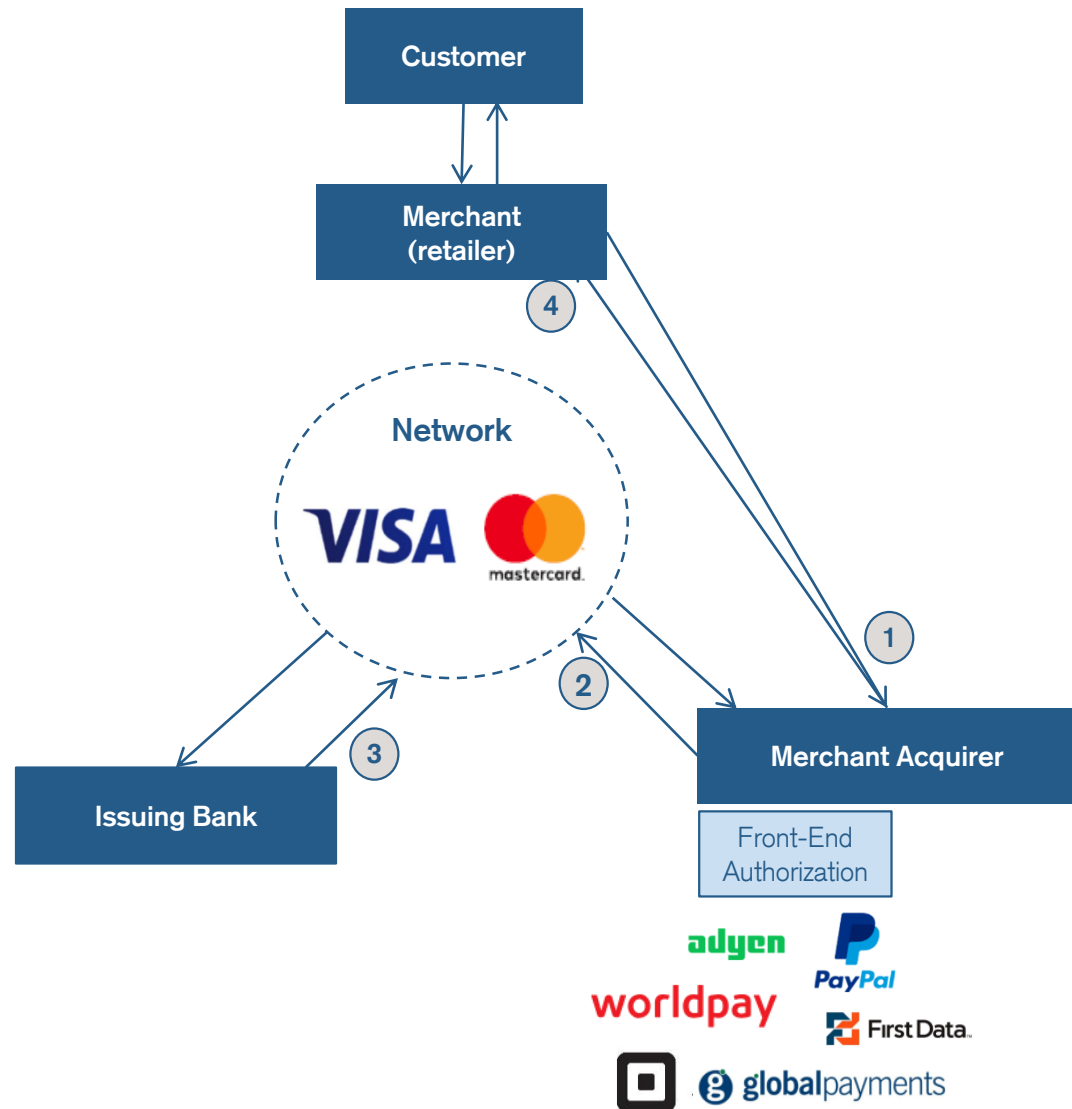 Customer
Merchant
(retailer)
4
Network
VISA
mastercard.
1
2
3
Merchant Acquirer
Issuing Bank
Front-End
Authorization
adyen
PayPal
worldpay
First Data
globalpayments